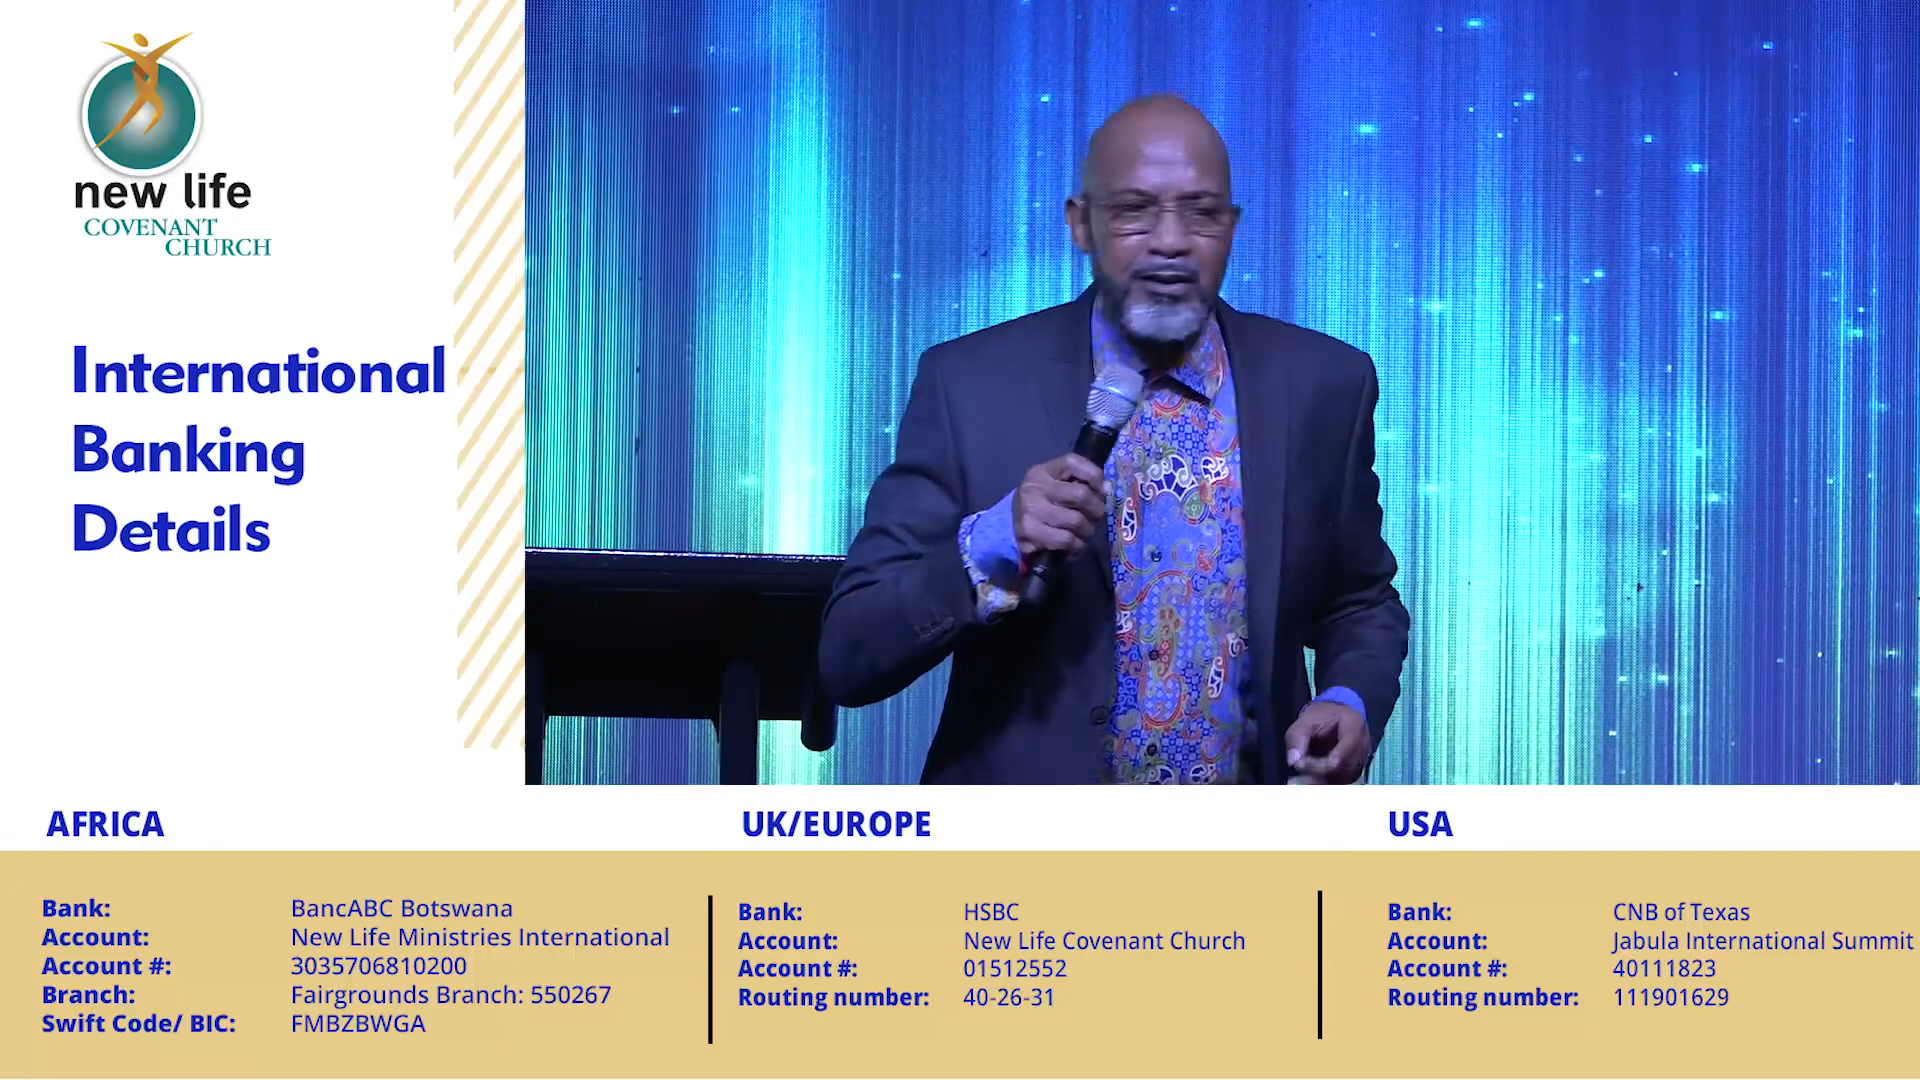 new life
COVENANT
CHURCH
International
Banking
Details
AFRICA
Bank: BancABC Botswana
Account: New Life Ministries International
Account #: 3035706810200
Branch: Fairgrounds Branch: 550267
Swift Code/ BIC: FMBZBWGA
UK/EUROPE
Bank: HSBC
Account: New Life Covenant Church
Account #: 01512552
Routing number: 40-26-31
USA
Bank: CNB of Texas
Account: Jabula International Summit
Account #: 40111823
Routing number: 111901629